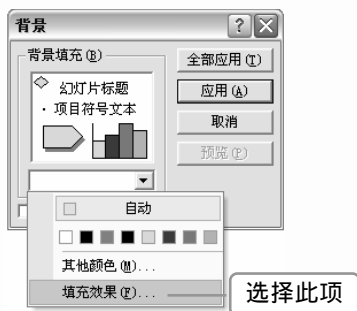 背景
背景填充(B)
幻灯片标题
· 项目符号文本
全部应用(T)
应用(A)
取消
预览(P)
自动
其他颜色(M)...
填充效果(F)...
选择此项